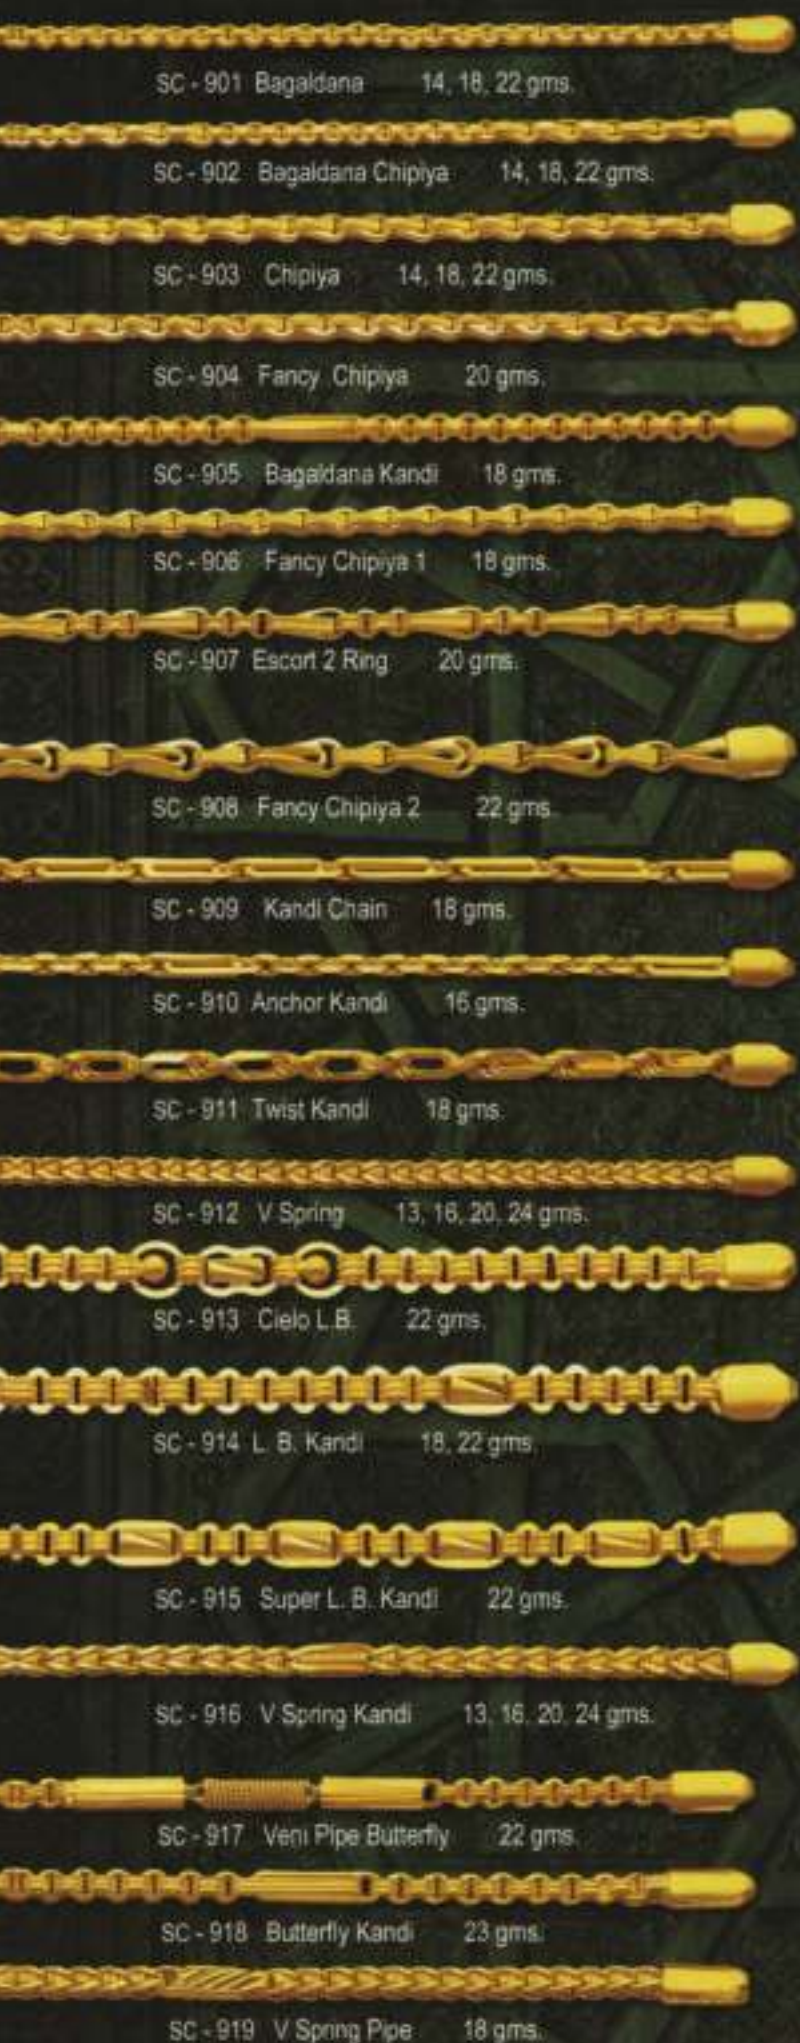 SC - 901 Bagaldana 14, 18, 22 gms.
SC - 902 Bagaldana Chipiya 14, 18, 22 gms.
SC - 903 Chipiya 14, 18, 22 gms.
SC - 904 Fancy Chipiya 20 gms.
SC - 905 Bagaldana Kandi 18 gms.
SC - 906 Fancy Chipiya 1 18 gms.
SC - 907 Escort 2 Ring 20 gms.
SC - 908 Fancy Chipiya 2 22 gms.
SC - 909 Kandi Chain 18 gms.
SC - 910 Anchor Kandi 16 gms.
SC - 911 Twist Kandi 18 gms.
SC - 912 V Spring 13, 16, 20, 24 gms.
SC - 913 Cielo L.B. 22 gms.
SC - 914 L. B. Kandi 18, 22 gms.
SC - 915 Super L. B. Kandi 22 gms.
SC - 916 V Spring Kandi 13, 16, 20, 24 gms.
SC - 917 Veni Pipe Butterfly 22 gms.
SC - 918 Butterfly Kandi 23 gms.
SC - 919 V Spring Pipe 18 gms.